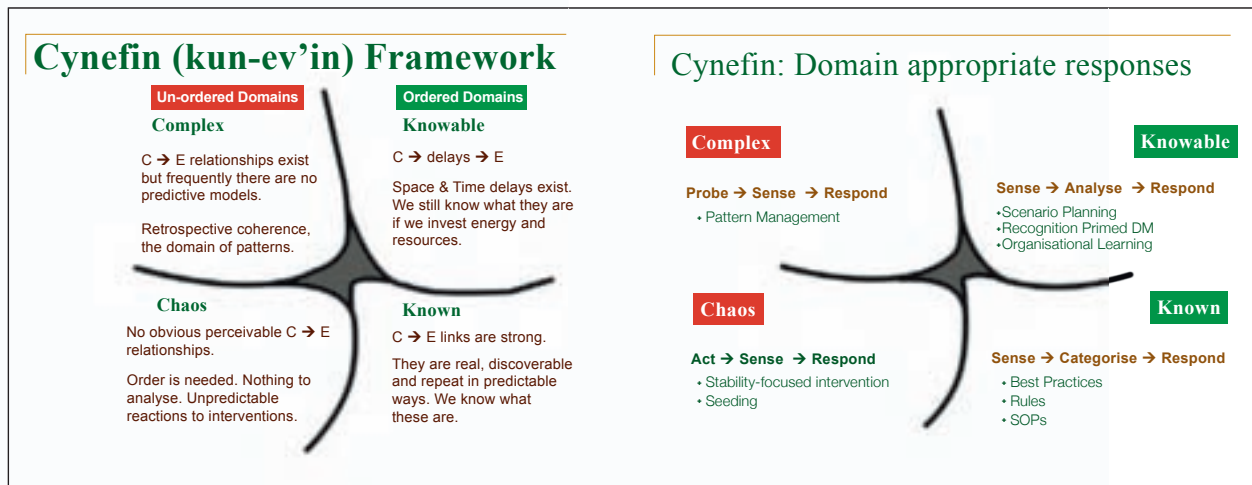 Cynefin (kun-ev’in) Framework
Un-ordered Domains
Complex
C → E relationships exist
but frequently there are no
predictive models.
Retrospective coherence,
the domain of patterns.
Ordered Domains
Knowable
C → delays → E
Space & Time delays exist.
We still know what they are
if we invest energy and
resources.
Chaos
No obvious perceivable C → E
relationships.
Order is needed. Nothing to
analyse. Unpredictable
reactions to interventions.
Known
C → E links are strong.
They are real, discoverable
and repeat in predictable
ways. We know what
these are.
Cynefin: Domain appropriate responses
Complex
Probe → Sense → Respond
• Pattern Management
Knowable
Sense → Analyse → Respond
• Scenario Planning
• Recognition Primed DM
• Organisational Learning
Chaos
Act → Sense → Respond
• Stability-focused intervention
• Seeding
Known
Sense → Categorise → Respond
• Best Practices
• Rules
• SOPs